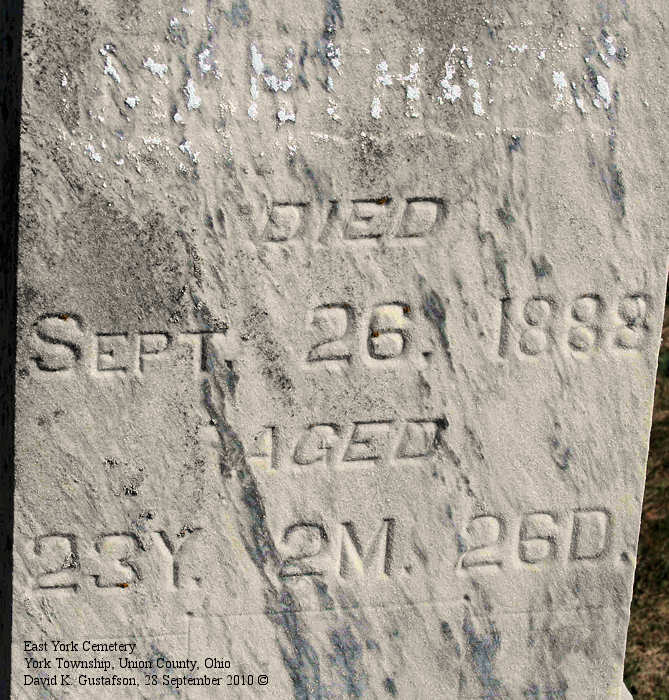 DIED
SEPT. 26. 1888
AGED
23Y. 2M. 26D.
East York Cemetery
York Township, Union County, Ohio
David K. Gustafson, 28 September 2010 ©